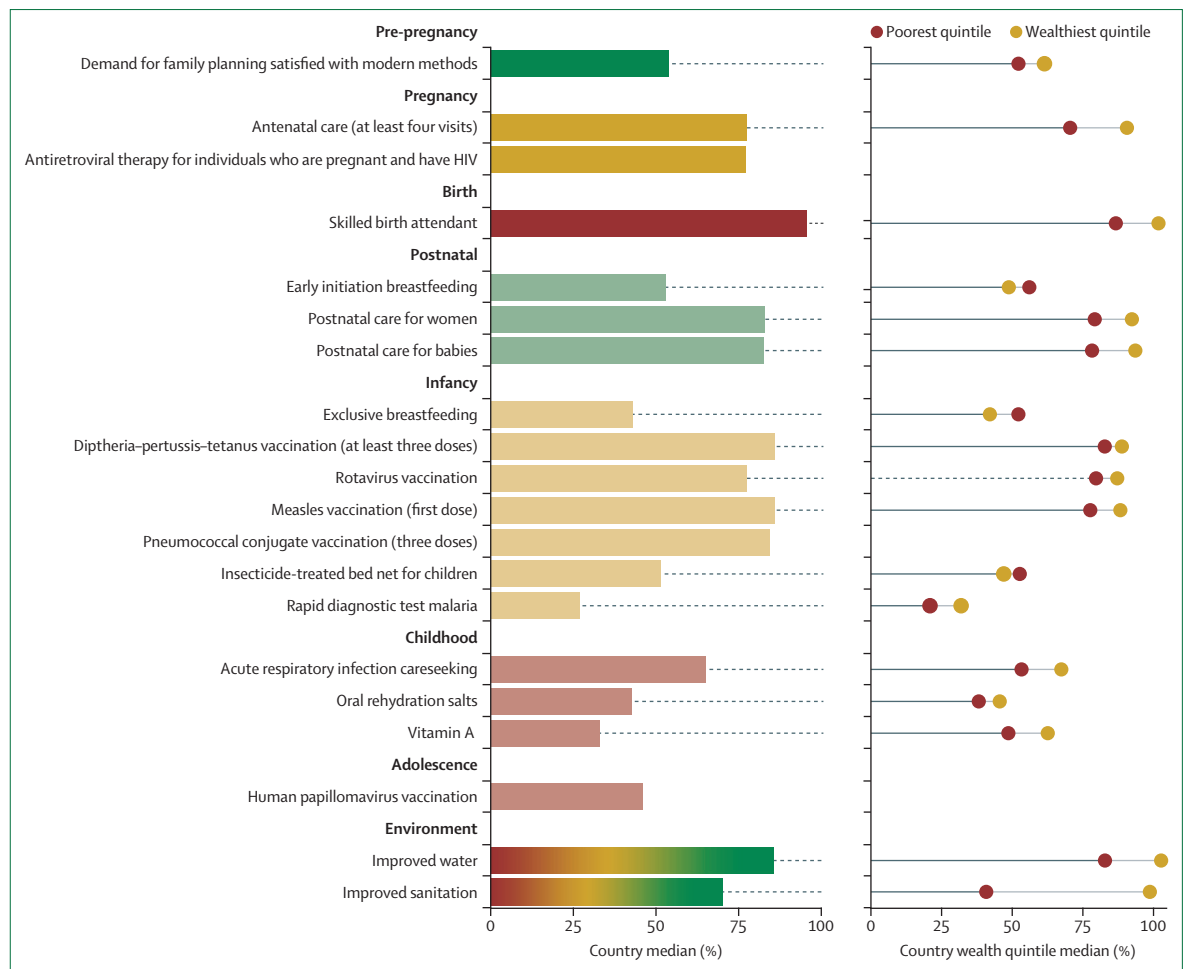 Pre-pregnancy
Poorest quintile
Wealthiest quintile
Demand for family planning satisfied with modern methods
Pregnancy
Antenatal care (at least four visits)
Antiretroviral therapy for individuals who are pregnant and have HIV
Birth
Skilled birth attendant
Postnatal
Early initiation breastfeeding
Postnatal care for women
Postnatal care for babies
Infancy
Exclusive breastfeeding
Diptheria–pertussis–tetanus vaccination (at least three doses)
Rotavirus vaccination
Measles vaccination (first dose)
Pneumococcal conjugate vaccination (three doses)
Insecticide-treated bed net for children
Rapid diagnostic test malaria
Childhood
Acute respiratory infection careseeking
Oral rehydration salts
Vitamin A
Adolescence
Human papillomavirus vaccination
Environment
Improved water
Improved sanitation
0 25 50 75 100
Country median (%)
0 25 50 75 100
Country wealth quintile median (%)